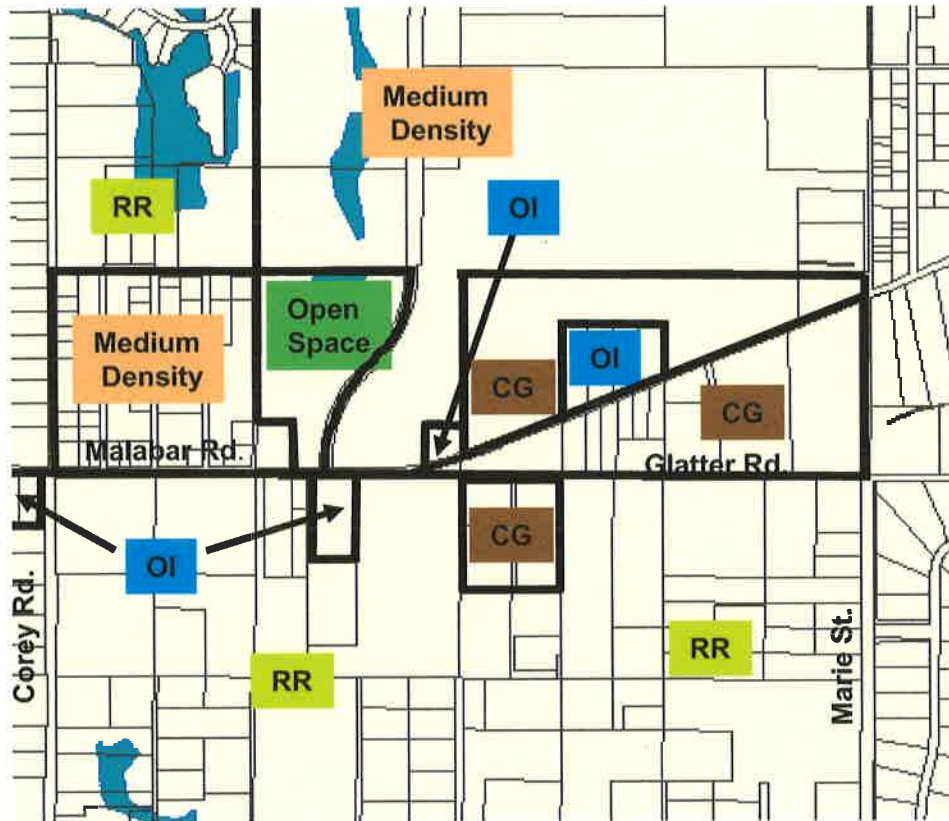 Medium
Density
RR
OI
Open
Space
Medium
Density
OI
CG
CG
Malabar Rd.
Glatter Rd.
CG
OI
Corey Rd.
RR
RR
Marie St.